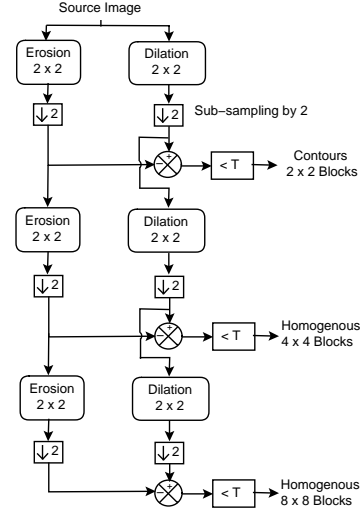 Source Image
Erosion
2 x 2
Dilation
2 x 2
↓ 2
↓ 2
Sub-sampling by 2
+
−
< T
Contours
2 x 2 Blocks
Erosion
2 x 2
Dilation
2 x 2
↓ 2
↓ 2
+
−
< T
Homogenous
4 x 4 Blocks
Erosion
2 x 2
Dilation
2 x 2
↓ 2
↓ 2
+
−
< T
Homogenous
8 x 8 Blocks